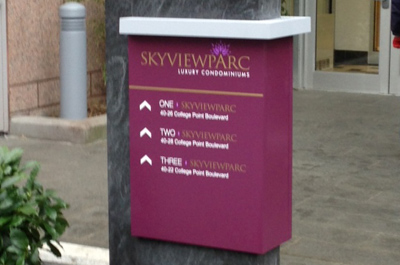 SKYVIEWPARC
LUXURY CONDOMINIUMS
ONE SKYVIEWPARC
40-26 College Point Boulevard
TWO SKYVIEWPARC
40-28 College Point Boulevard
THREE SKYVIEWPARC
40-22 College Point Boulevard